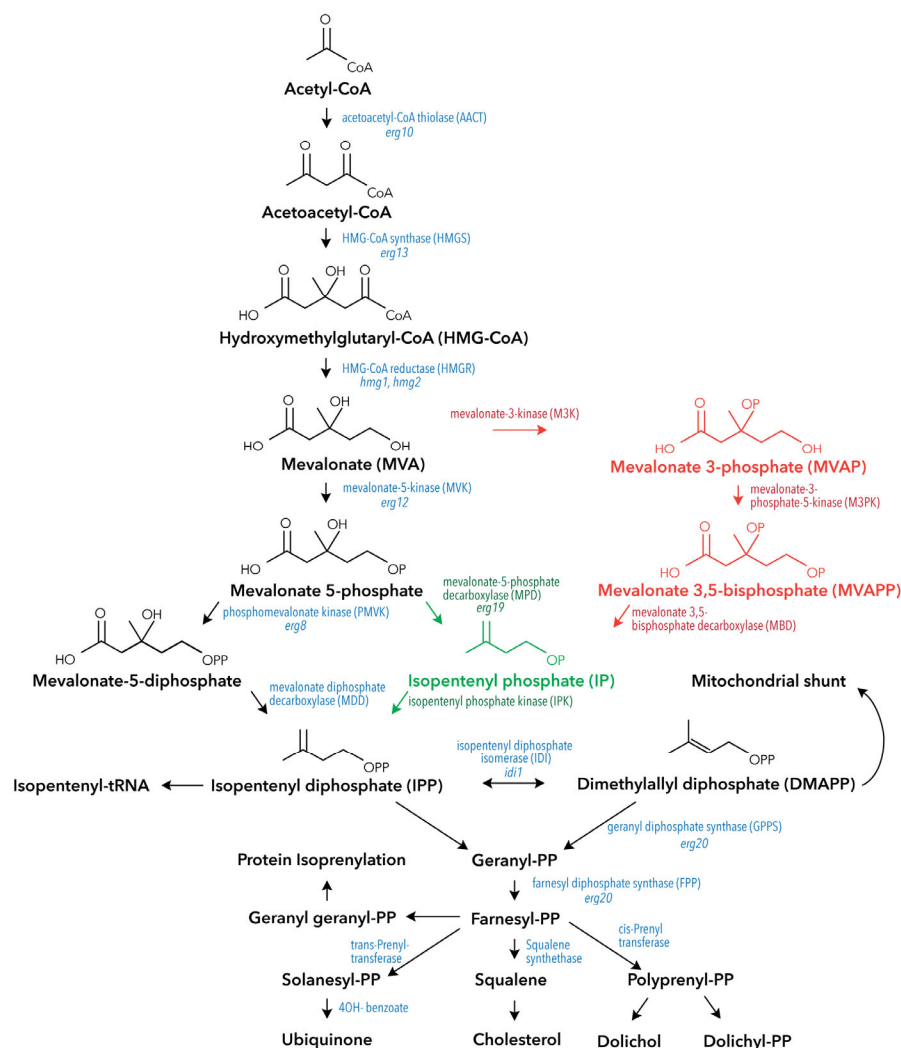 O
CoA
Acetyl-CoA
acetoacetyl-CoA thiolase (AACT)
erg10
O O
CoA
Acetoacetyl-CoA
HMG-CoA synthase (HMGS)
erg13
O OH O
HO CoA
Hydroxymethylglutaryl-CoA (HMG-CoA)
HMG-CoA reductase (HMGR)
hmg1, hmg2
O OH
HO OH
Mevalonate (MVA)
mevalonate-3-kinase (M3K)
O OP
HO OH
Mevalonate 3-phosphate (MVAP)
mevalonate-5-kinase (MVK)
erg12
mevalonate-3-
phosphate-5-kinase (M3PK)
O OH
HO OP
Mevalonate 5-phosphate
O OP
HO OP
Mevalonate 3,5-bisphosphate (MVAPP)
phosphomevalonate kinase (PMVK)
erg8
mevalonate-5-phosphate
decarboxylase (MPD)
erg19
mevalonate 3,5-
bisphosphate decarboxylase (MBD)
O OH
HO OPP
Mevalonate-5-diphosphate
OP
Isopentenyl phosphate (IP)
mevalonate diphosphate
decarboxylase (MDD)
isopentenyl phosphate kinase (IPK)
Mitochondrial shunt
OPP
Isopentenyl diphosphate (IPP)
isopentenyl diphosphate
isomerase (IDI)
idi1
OPP
Dimethylallyl diphosphate (DMAPP)
Isopentenyl-tRNA
geranyl diphosphate synthase (GPPS)
erg20
Protein Isoprenylation
Geranyl-PP
farnesyl diphosphate synthase (FPP)
erg20
Geranyl geranyl-PP
Farnesyl-PP
trans-Prenyl-
transferase
Squalene
synthethase
cis-Prenyl
transferase
Solanesyl-PP
Squalene
Polyprenyl-PP
4OH- benzoate
Ubiquinone
Cholesterol
Dolichol
Dolichyl-PP